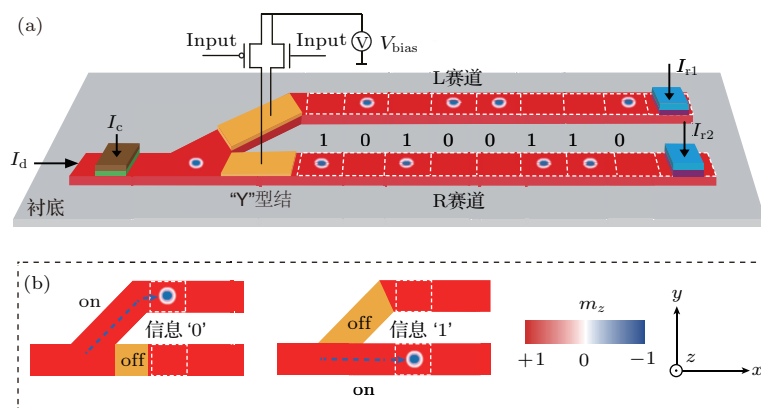 (a)
Input Input V V_bias
L赛道 I_r1
I_c 1 0 1 0 0 1 1 0 I_r2
I_d
"Y"型结 R赛道
衬底
(b)
on
信息 '0'
off
off
信息 '1'
on
m_z
+1 0 -1
y
z x